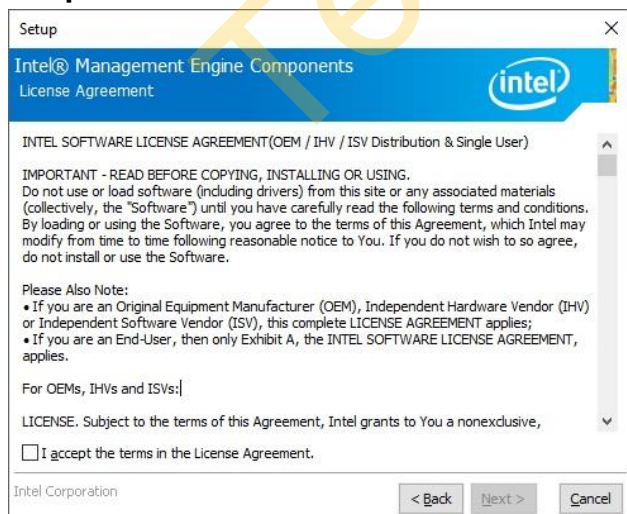 Setup
Intel® Management Engine Components
License Agreement
intel
INTEL SOFTWARE LICENSE AGREEMENT(OEM / IHV / ISV Distribution & Single User)
IMPORTANT - READ BEFORE COPYING, INSTALLING OR USING.
Do not use or load software (including drivers) from this site or any associated materials
(collectively, the "Software") until you have carefully read the following terms and conditions.
By loading or using the Software, you agree to the terms of this Agreement, which Intel may
modify from time to time following reasonable notice to You. If you do not wish to so agree,
do not install or use the Software.
Please Also Note:
• If you are an Original Equipment Manufacturer (OEM), Independent Hardware Vendor (IHV)
or Independent Software Vendor (ISV), this complete LICENSE AGREEMENT applies;
• If you are an End-User, then only Exhibit A, the INTEL SOFTWARE LICENSE AGREEMENT,
applies.
For OEMs, IHVs and ISVs:
LICENSE. Subject to the terms of this Agreement, Intel grants to You a nonexclusive,
I accept the terms in the License Agreement.
Intel Corporation
< Back
Next >
Cancel